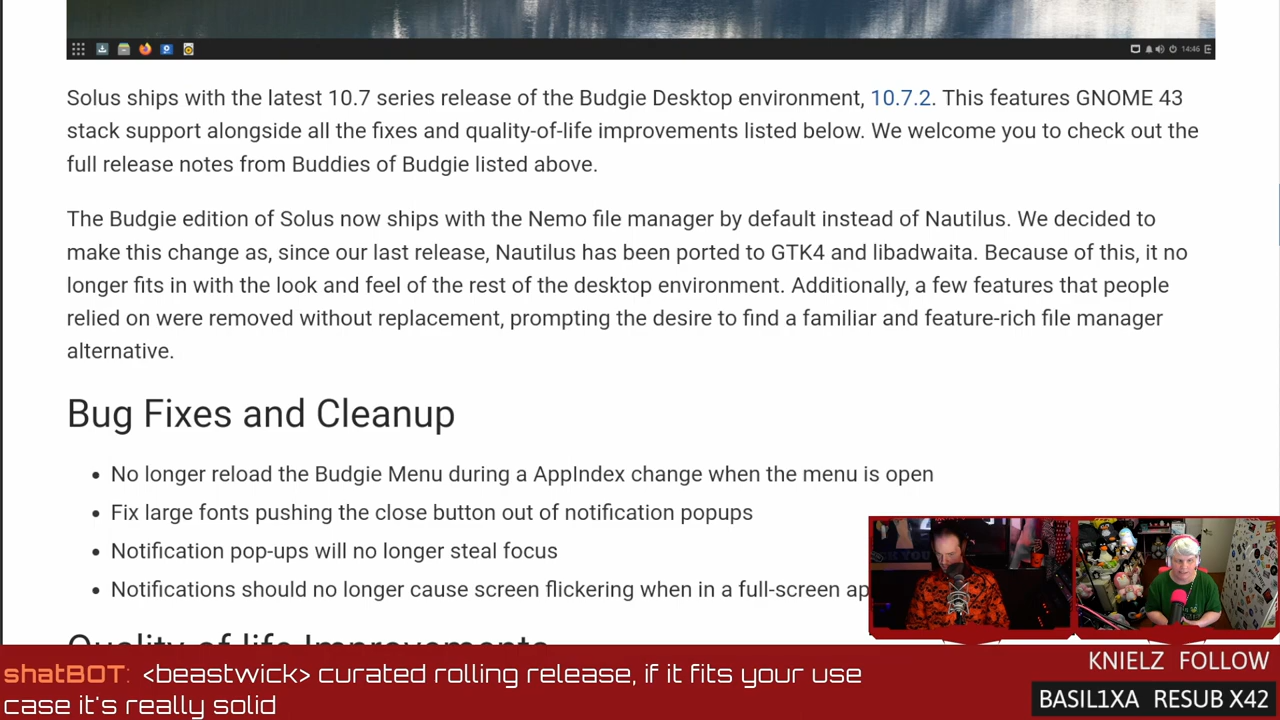 14:46
Solus ships with the latest 10.7 series release of the Budgie Desktop environment, 10.7.2. This features GNOME 43
stack support alongside all the fixes and quality-of-life improvements listed below. We welcome you to check out the
full release notes from Buddies of Budgie listed above.
The Budgie edition of Solus now ships with the Nemo file manager by default instead of Nautilus. We decided to
make this change as, since our last release, Nautilus has been ported to GTK4 and libadwaita. Because of this, it no
longer fits in with the look and feel of the rest of the desktop environment. Additionally, a few features that people
relied on were removed without replacement, prompting the desire to find a familiar and feature-rich file manager
alternative.
Bug Fixes and Cleanup
• No longer reload the Budgie Menu during a AppIndex change when the menu is open
• Fix large fonts pushing the close button out of notification popups
• Notification pop-ups will no longer steal focus
• Notifications should no longer cause screen flickering when in a full-screen ap
Quality of life Improvements
shatBOT: <beastwick> curated rolling release, if it fits your use
case it's really solid
KNIELZ FOLLOW
BASIL1XA RESUB X42